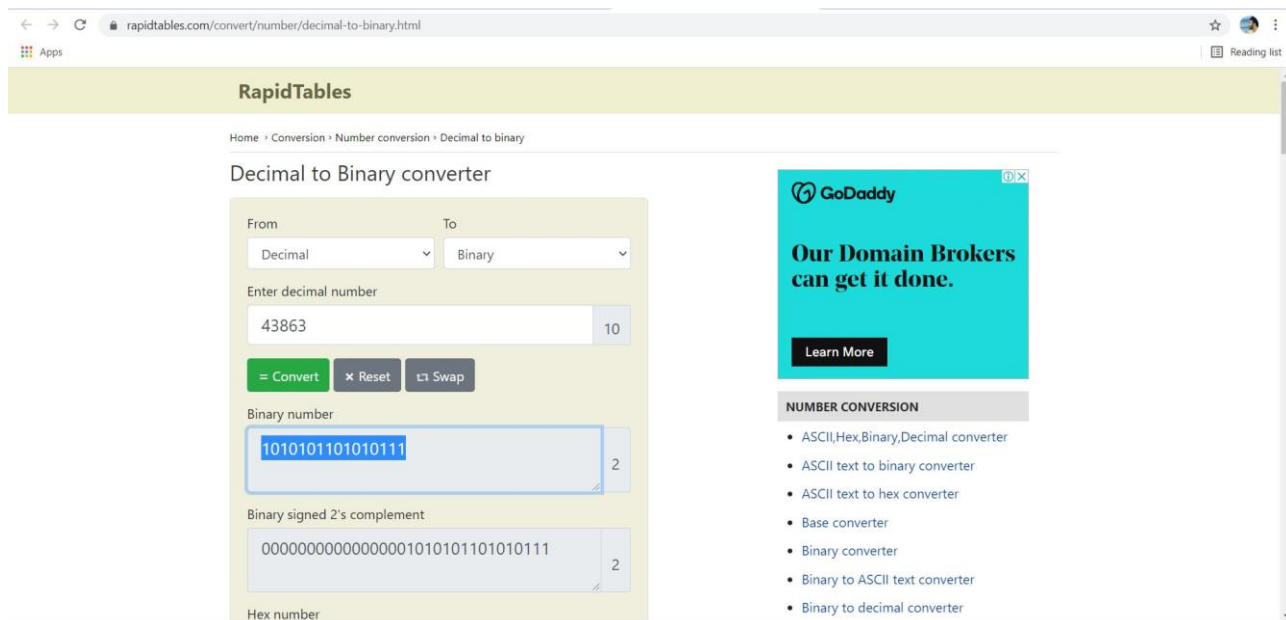 rapidtables.com/convert/number/decimal-to-binary.html
Apps
Reading list
RapidTables
Home › Conversion › Number conversion › Decimal to binary
Decimal to Binary converter
From To
Decimal Binary
Enter decimal number
43863 10
= Convert × Reset Swap
Binary number
1010101101010111 2
Binary signed 2's complement
00000000000000001010101101010111 2
Hex number
GoDaddy
Our Domain Brokers
can get it done.
Learn More
NUMBER CONVERSION
• ASCII,Hex,Binary,Decimal converter
• ASCII text to binary converter
• ASCII text to hex converter
• Base converter
• Binary converter
• Binary to ASCII text converter
• Binary to decimal converter